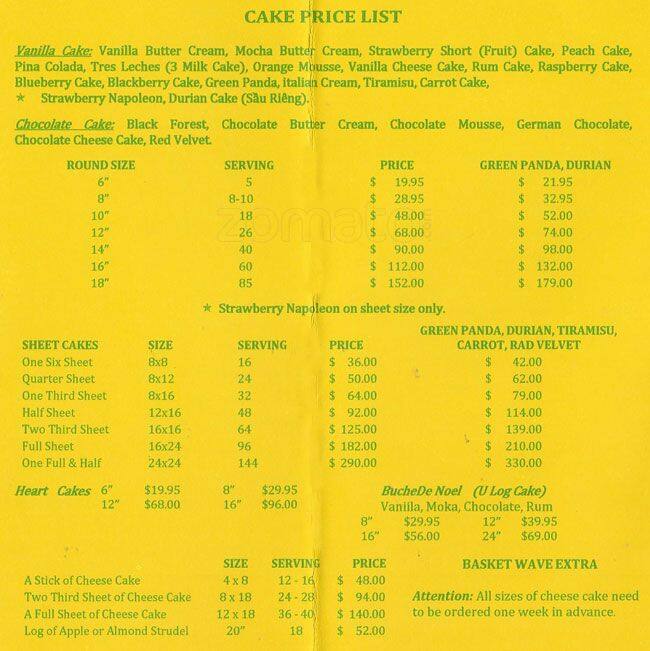 CAKE PRICE LIST
Vanilla Cake: Vanilla Butter Cream, Mocha Butter Cream, Strawberry Short (Fruit) Cake, Peach Cake,
Pina Colada, Tres Leches (3 Milk Cake), Orange Mousse, Vanilla Cheese Cake, Rum Cake, Raspberry Cake,
Blueberry Cake, Blackberry Cake, Green Panda, italian Cream, Tiramisu, Carrot Cake,
★ Strawberry Napoleon, Durian Cake (Sầu Riêng).
Chocolate Cake: Black Forest, Chocolate Butter Cream, Chocolate Mousse, German Chocolate,
Chocolate Cheese Cake, Red Velvet.
ROUND SIZE SERVING PRICE GREEN PANDA, DURIAN
6" 5 $ 19.95 $ 21.95
8" 8-10 $ 28.95 $ 32.95
10" 18 $ 48.00 $ 52.00
12" 26 $ 68.00 $ 74.00
14" 40 $ 90.00 $ 98.00
16" 60 $ 112.00 $ 132.00
18" 85 $ 152.00 $ 179.00
zomato
★ Strawberry Napoleon on sheet size only.
GREEN PANDA, DURIAN, TIRAMISU,
SHEET CAKES SIZE SERVING PRICE CARROT, RAD VELVET
One Six Sheet 8x8 16 $ 36.00 $ 42.00
Quarter Sheet 8x12 24 $ 50.00 $ 62.00
One Third Sheet 8x16 32 $ 64.00 $ 79.00
Half Sheet 12x16 48 $ 92.00 $ 114.00
Two Third Sheet 16x16 64 $ 125.00 $ 139.00
Full Sheet 16x24 96 $ 182.00 $ 210.00
One Full & Half 24x24 144 $ 290.00 $ 330.00
Heart Cakes 6" $19.95 8" $29.95
12" $68.00 16" $96.00
BucheDe Noel (U Log Cake)
Vanilla, Moka, Chocolate, Rum
8" $29.95 12" $39.95
16" $56.00 24" $69.00
SIZE SERVING PRICE
A Stick of Cheese Cake 4 x 8 12 - 16 $ 48.00
Two Third Sheet of Cheese Cake 8 x 18 24 - 28 $ 94.00
A Full Sheet of Cheese Cake 12 x 18 36 - 40 $ 140.00
Log of Apple or Almond Strudel 20" 18 $ 52.00
BASKET WAVE EXTRA
Attention: All sizes of cheese cake need
to be ordered one week in advance.